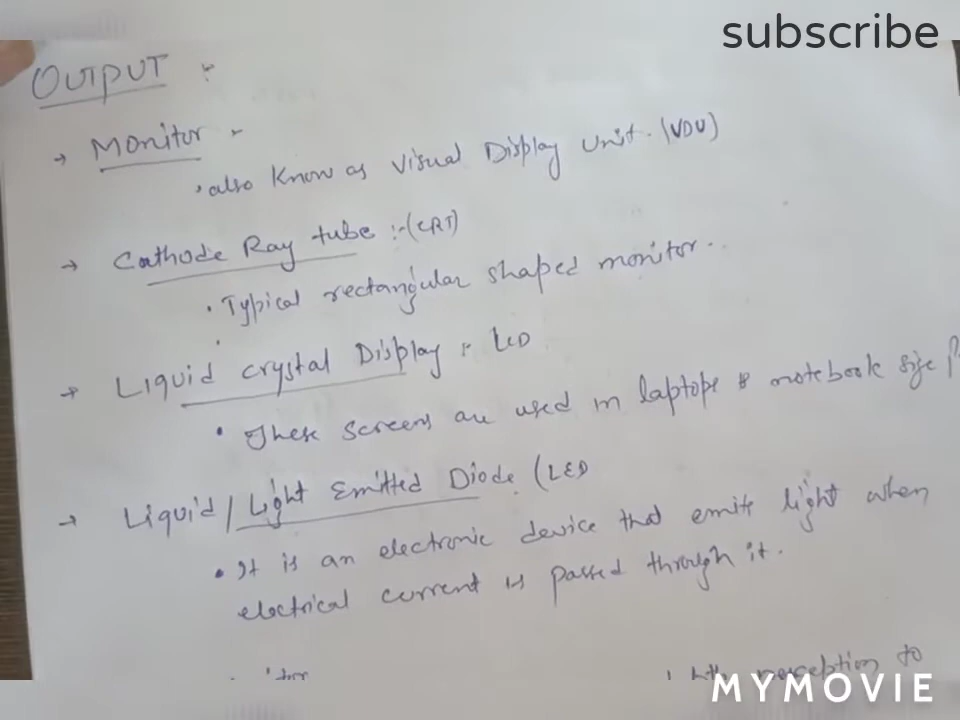 subscribe
OUTPUT :-
→ Monitor :-
• also Know as Visual Display Unit. (VDU)
→ Cathode Ray tube :- (CRT)
• Typical rectangular shaped monitor..
→ Liquid crystal Display :- LCD
• These screens are used in laptops & notebook size
→ Liquid / Light Emitted Diode (LED
• It is an electronic device that emits light when
electrical current is passed through it.
perception to
MYMOVIE